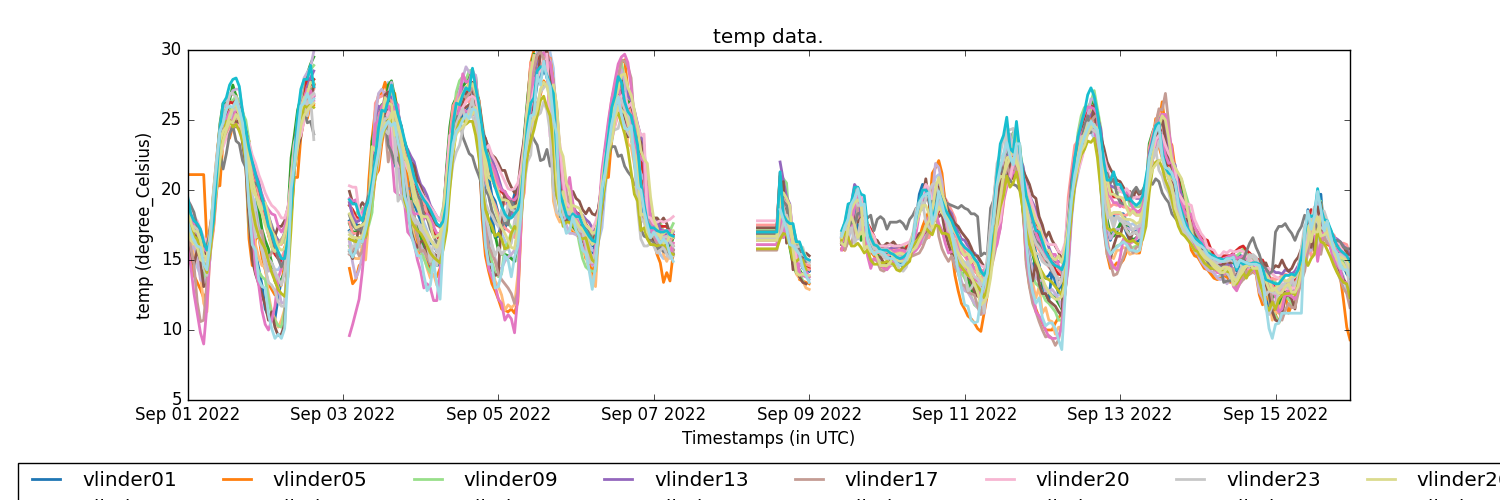 temp data.
30
25
20
15
10
5
temp (degree_Celsius)
Sep 01 2022 Sep 03 2022 Sep 05 2022 Sep 07 2022 Sep 09 2022 Sep 11 2022 Sep 13 2022 Sep 15 2022
Timestamps (in UTC)
vlinder01 vlinder05 vlinder09 vlinder13 vlinder17 vlinder20 vlinder23